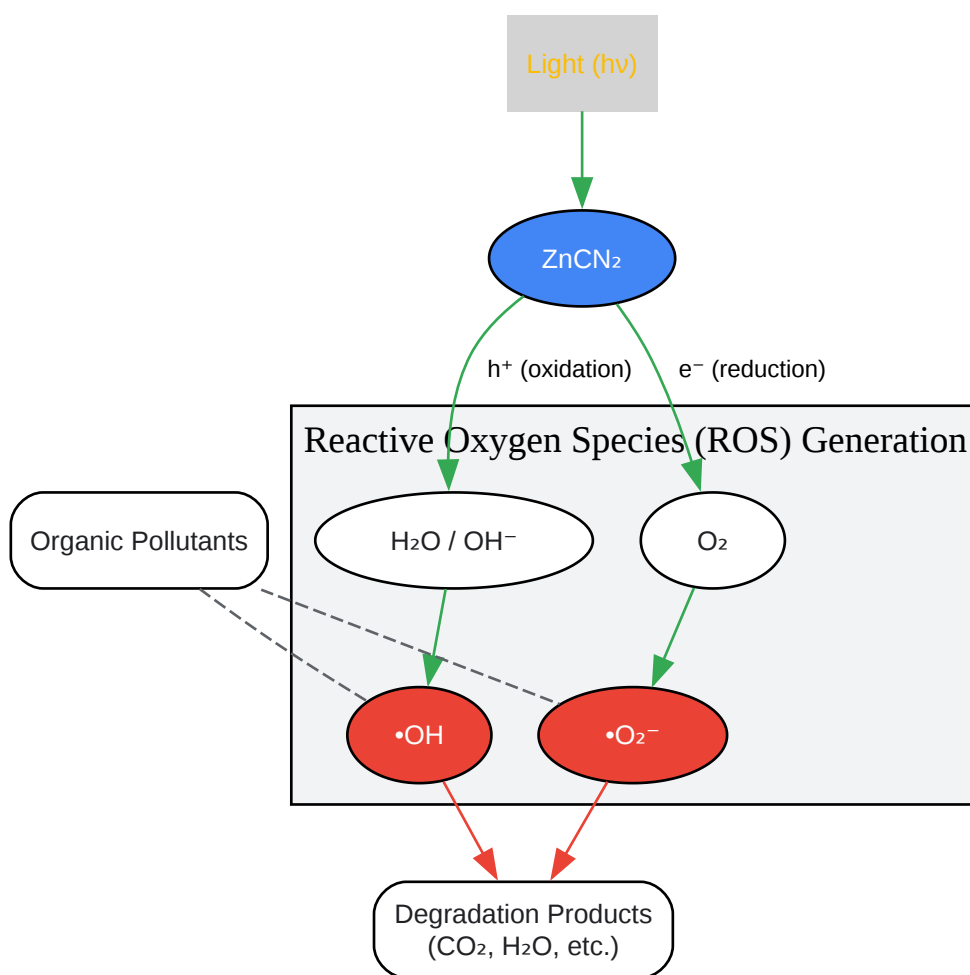 Light (hν)
ZnCN₂
h⁺ (oxidation)
e⁻ (reduction)
Reactive Oxygen Species (ROS) Generation
Organic Pollutants
H₂O / OH⁻
O₂
•OH
•O₂⁻
Degradation Products
(CO₂, H₂O, etc.)